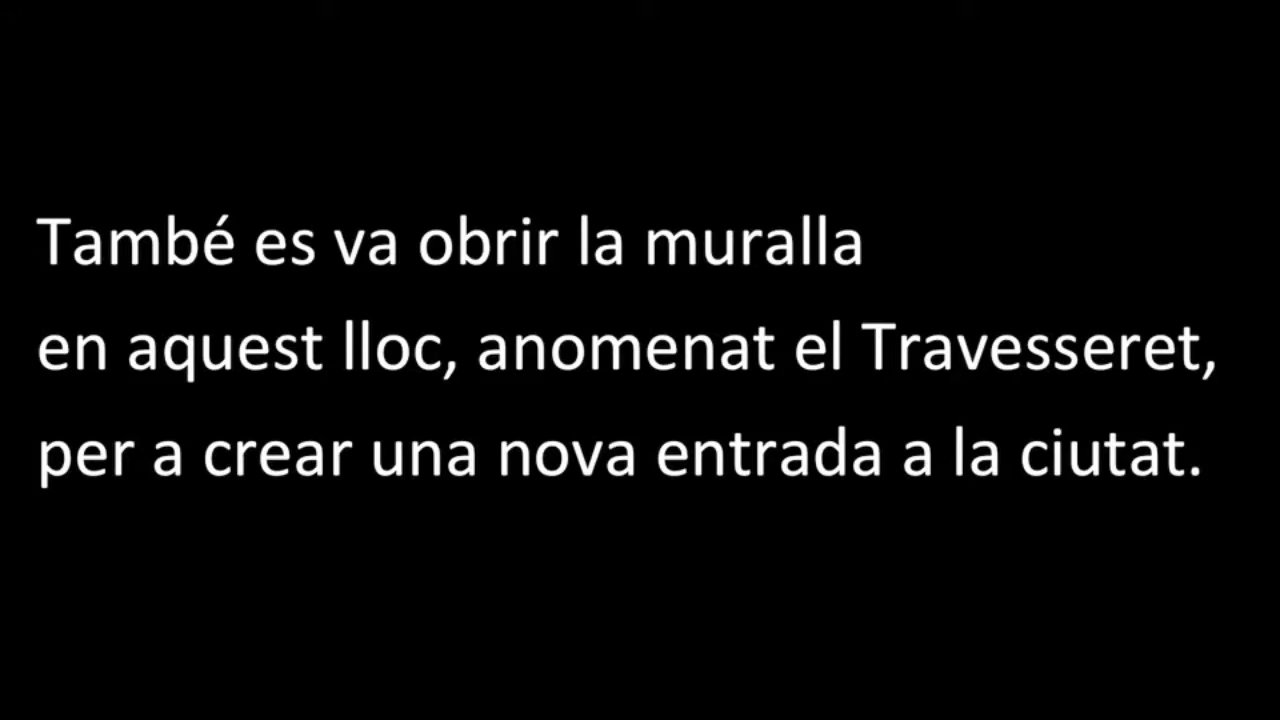 També es va obrir la muralla
en aquest lloc, anomenat el Travesseret,
per a crear una nova entrada a la ciutat.